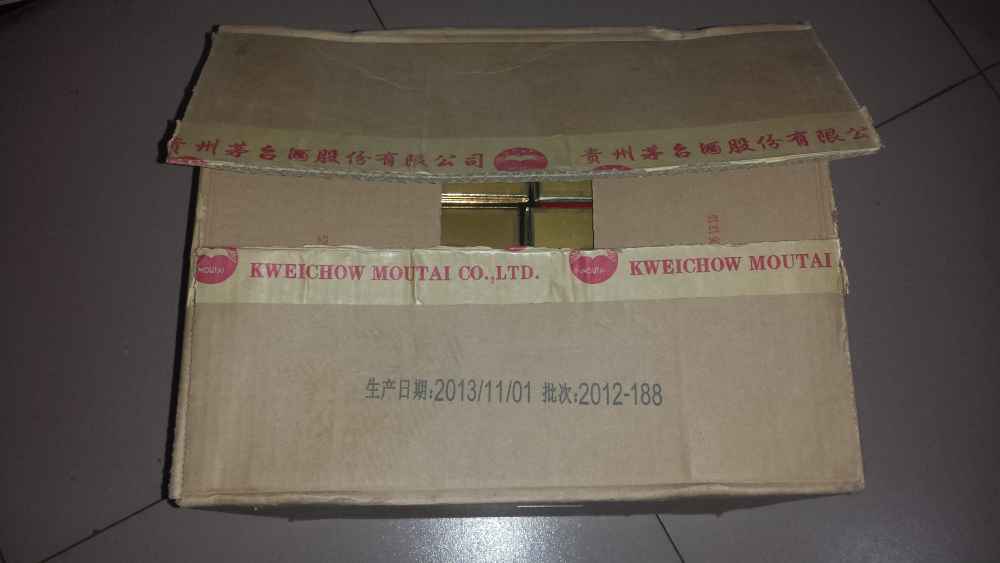 贵州茅台酒股份有限公司 贵州茅台酒股份有限公
MOUTAI KWEICHOW MOUTAI CO.,LTD. MOUTAI KWEICHOW MOUTAI
生产日期:2013/11/01 批次:2012-188